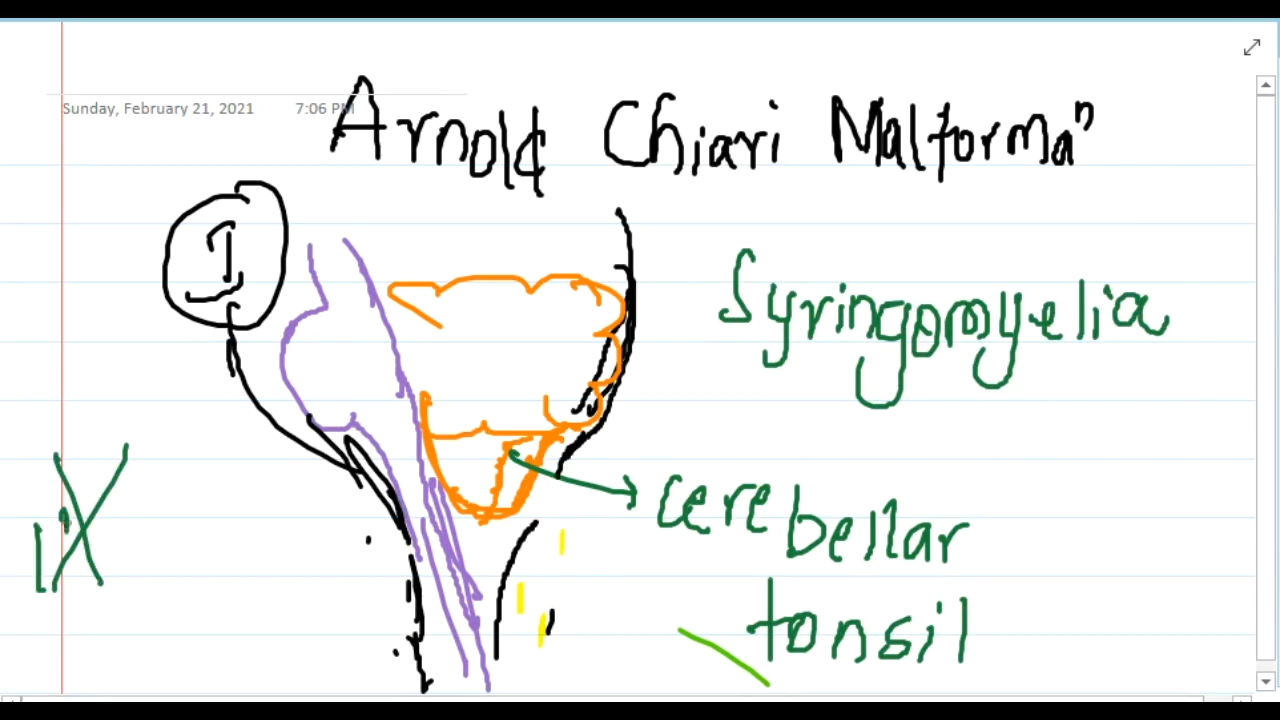 Sunday, February 21, 2021 7:06 PM
Arnold Chiari Malforma"
I
Syringomyelia
cerebellar
tonsil